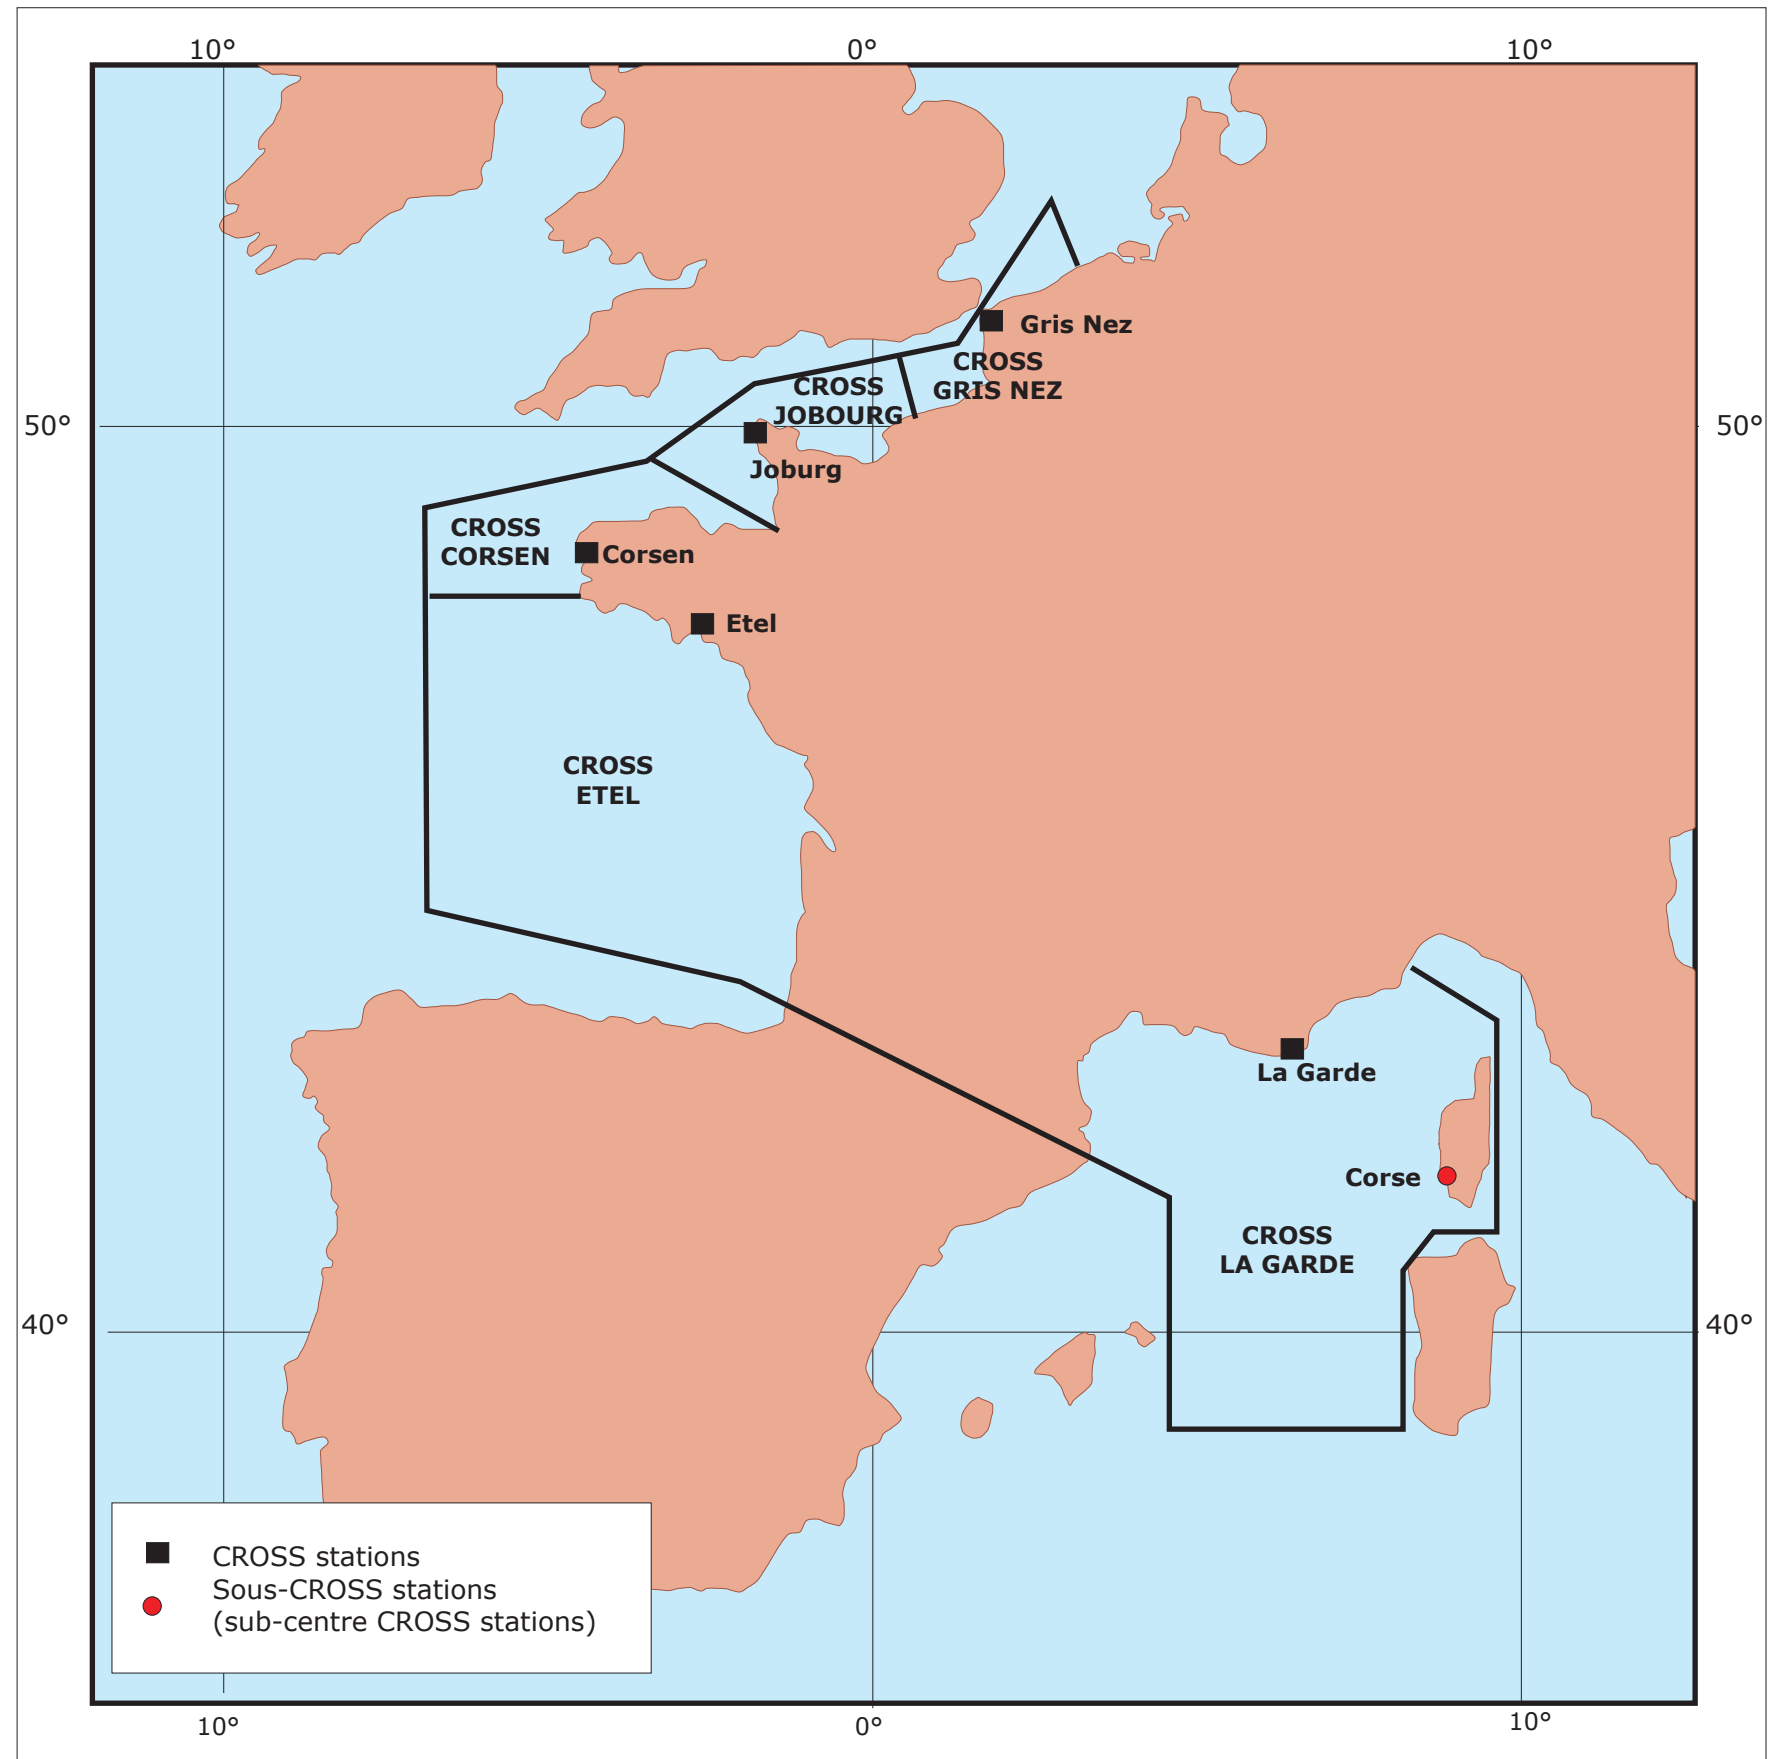 10°
0°
10°
Gris Nez
CROSS
GRIS NEZ
CROSS
JOBOURG
50°
50°
Joburg
CROSS
CORSEN
Corsen
Etel
CROSS
ETEL
La Garde
Corse
CROSS
LA GARDE
40°
40°
CROSS stations
Sous-CROSS stations
(sub-centre CROSS stations)
10°
0°
10°